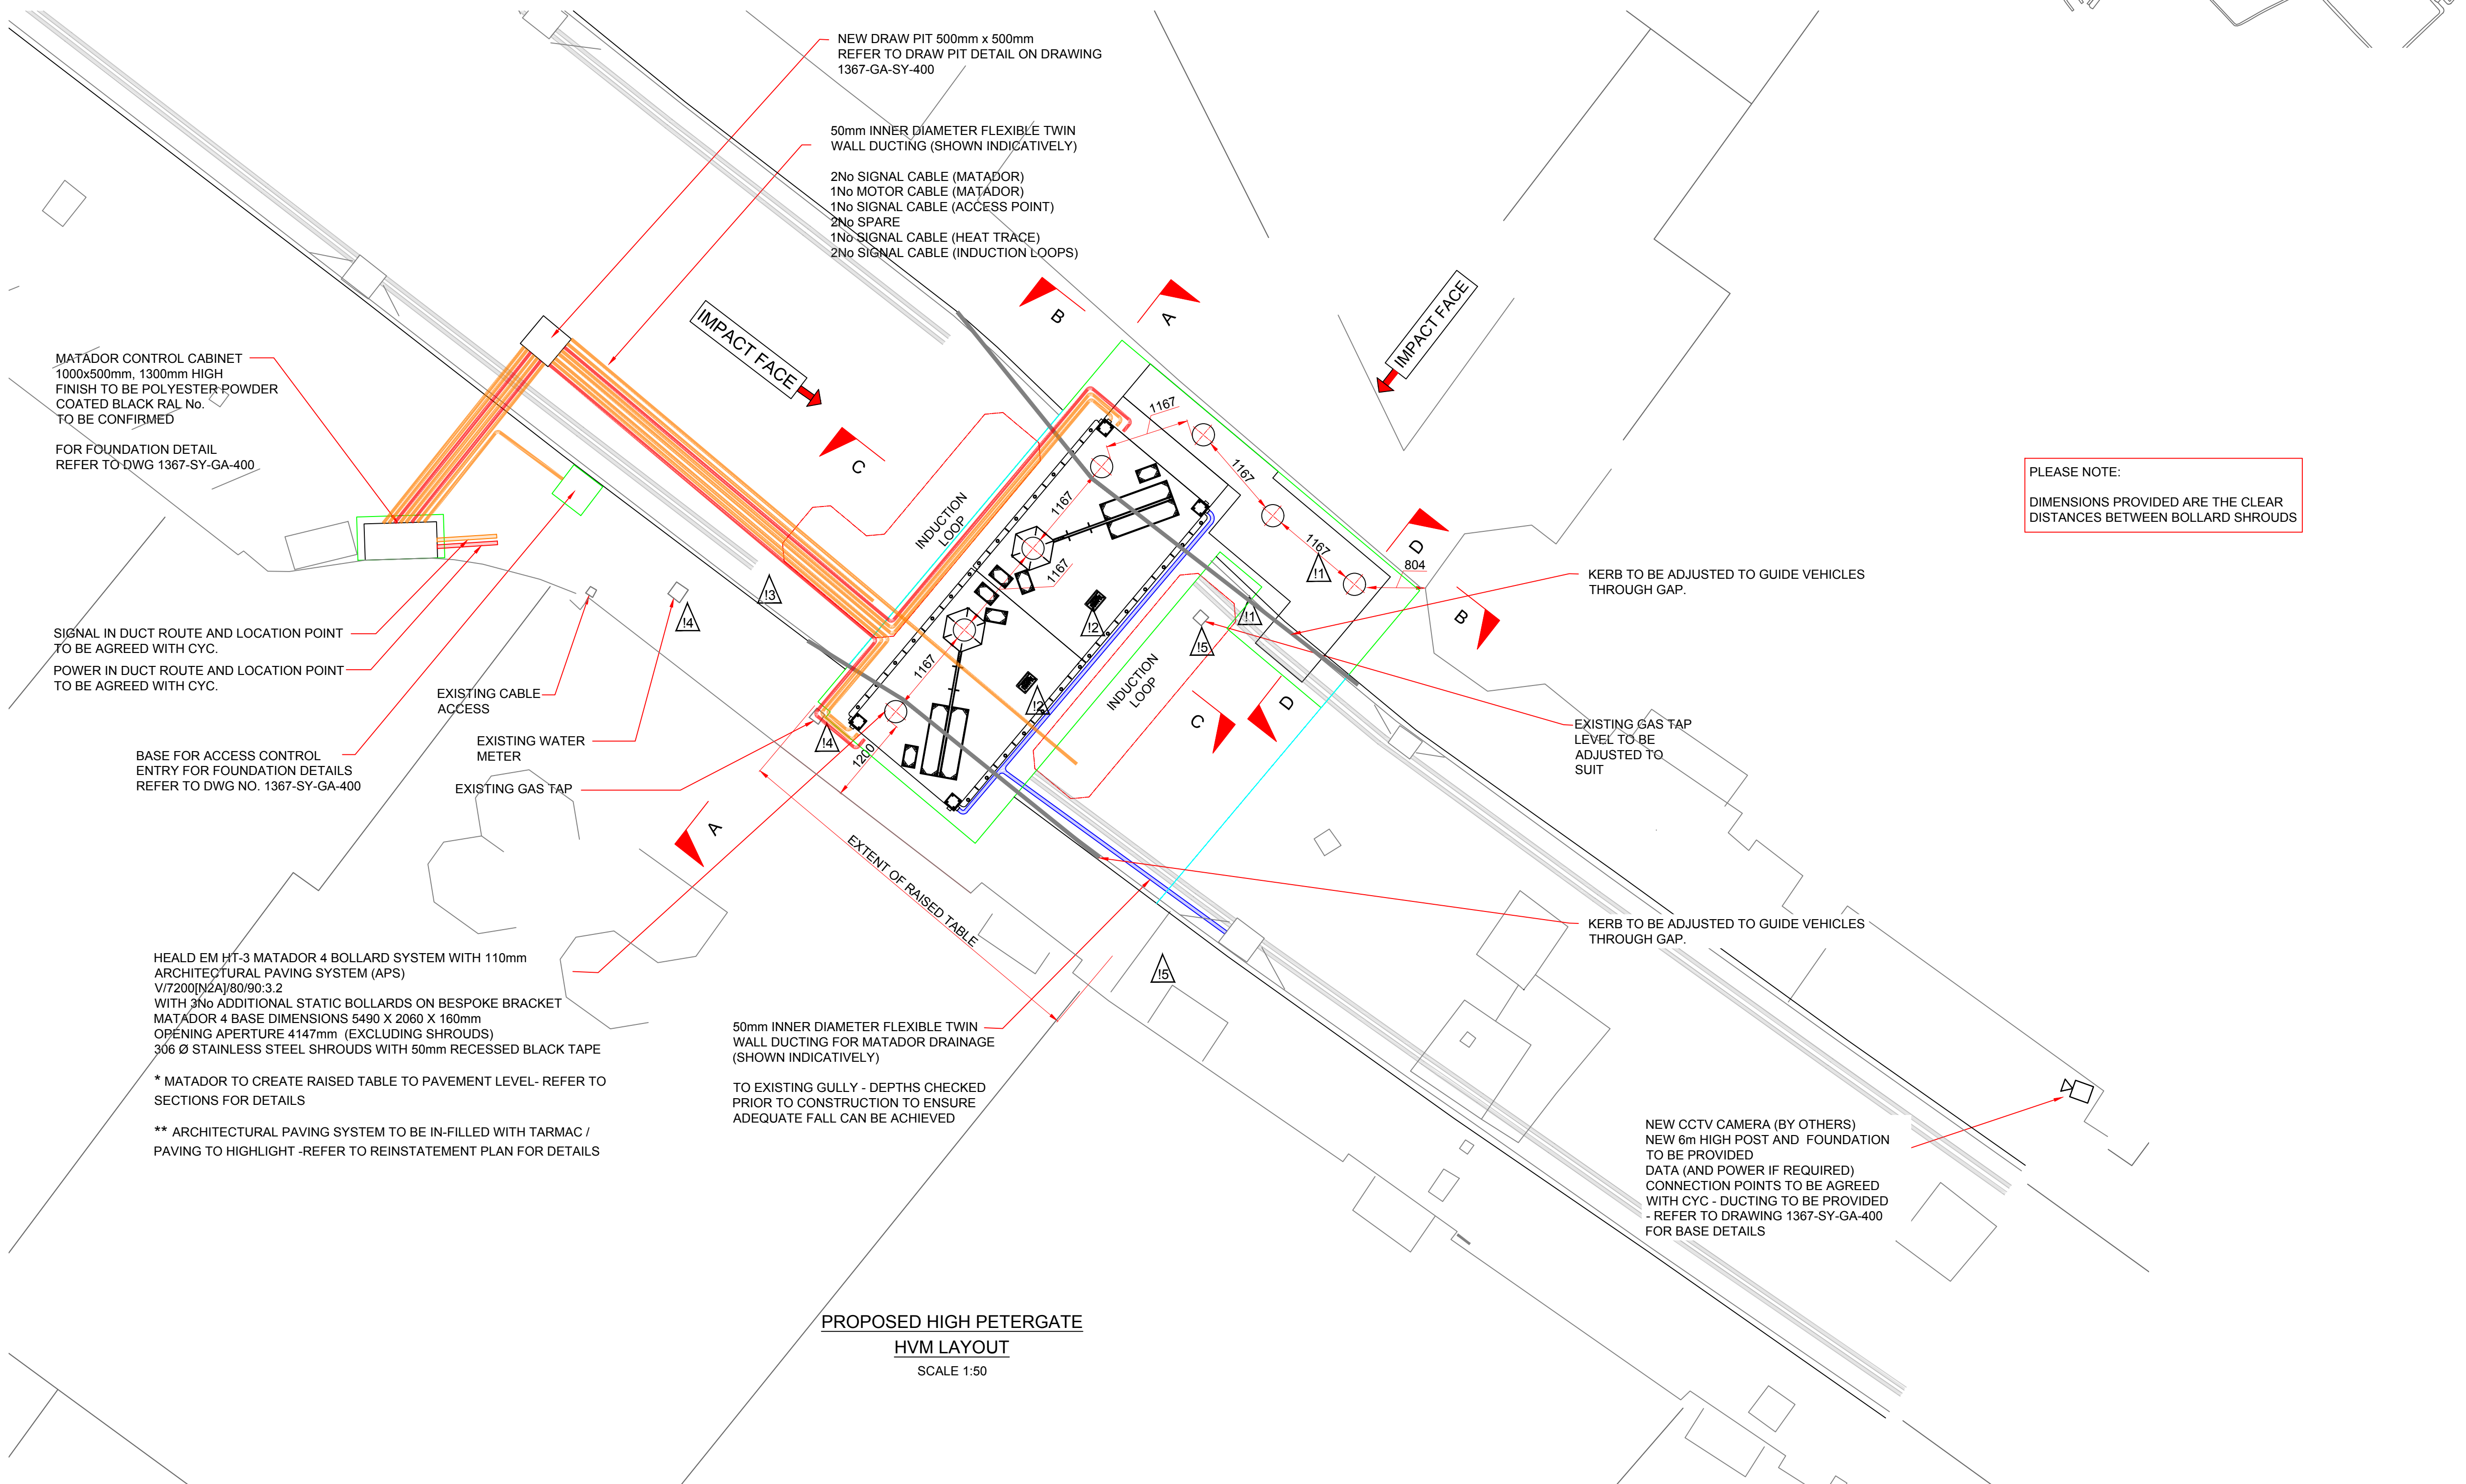 NEW DRAW PIT 500mm x 500mm
REFER TO DRAW PIT DETAIL ON DRAWING
1367-GA-SY-400
50mm INNER DIAMETER FLEXIBLE TWIN
WALL DUCTING (SHOWN INDICATIVELY)
2No SIGNAL CABLE (MATADOR)
1No MOTOR CABLE (MATADOR)
1No SIGNAL CABLE (ACCESS POINT)
2No SPARE
1No SIGNAL CABLE (HEAT TRACE)
2No SIGNAL CABLE (INDUCTION LOOPS)
B
A
IMPACT FACE
IMPACT FACE
C
MATADOR CONTROL CABINET
1000x500mm, 1300mm HIGH
FINISH TO BE POLYESTER POWDER
COATED BLACK RAL No.
TO BE CONFIRMED
FOR FOUNDATION DETAIL
REFER TO DWG 1367-SY-GA-400
1167
1167
1167
1167
1167
1167
INDUCTION
LOOP
PLEASE NOTE:
DIMENSIONS PROVIDED ARE THE CLEAR
DISTANCES BETWEEN BOLLARD SHROUDS
D
804
!1
KERB TO BE ADJUSTED TO GUIDE VEHICLES
THROUGH GAP.
!3
!4
!2
!1
!5
B
SIGNAL IN DUCT ROUTE AND LOCATION POINT
TO BE AGREED WITH CYC.
POWER IN DUCT ROUTE AND LOCATION POINT
TO BE AGREED WITH CYC.
EXISTING CABLE
ACCESS
INDUCTION
LOOP
!2
C
D
EXISTING GAS TAP
LEVEL TO BE
ADJUSTED TO
SUIT
EXISTING WATER
METER
!4
1200
BASE FOR ACCESS CONTROL
ENTRY FOR FOUNDATION DETAILS
REFER TO DWG NO. 1367-SY-GA-400
EXISTING GAS TAP
A
EXTENT OF RAISED TABLE
KERB TO BE ADJUSTED TO GUIDE VEHICLES
THROUGH GAP.
!5
HEALD EM HT-3 MATADOR 4 BOLLARD SYSTEM WITH 110mm
ARCHITECTURAL PAVING SYSTEM (APS)
V/7200[N2A]/80/90:3.2
WITH 3No ADDITIONAL STATIC BOLLARDS ON BESPOKE BRACKET
MATADOR 4 BASE DIMENSIONS 5490 X 2060 X 160mm
OPENING APERTURE 4147mm (EXCLUDING SHROUDS)
306 Ø STAINLESS STEEL SHROUDS WITH 50mm RECESSED BLACK TAPE
* MATADOR TO CREATE RAISED TABLE TO PAVEMENT LEVEL- REFER TO
SECTIONS FOR DETAILS
** ARCHITECTURAL PAVING SYSTEM TO BE IN-FILLED WITH TARMAC /
PAVING TO HIGHLIGHT -REFER TO REINSTATEMENT PLAN FOR DETAILS
50mm INNER DIAMETER FLEXIBLE TWIN
WALL DUCTING FOR MATADOR DRAINAGE
(SHOWN INDICATIVELY)
TO EXISTING GULLY - DEPTHS CHECKED
PRIOR TO CONSTRUCTION TO ENSURE
ADEQUATE FALL CAN BE ACHIEVED
NEW CCTV CAMERA (BY OTHERS)
NEW 6m HIGH POST AND FOUNDATION
TO BE PROVIDED
DATA (AND POWER IF REQUIRED)
CONNECTION POINTS TO BE AGREED
WITH CYC - DUCTING TO BE PROVIDED
- REFER TO DRAWING 1367-SY-GA-400
FOR BASE DETAILS
PROPOSED HIGH PETERGATE
HVM LAYOUT
SCALE 1:50